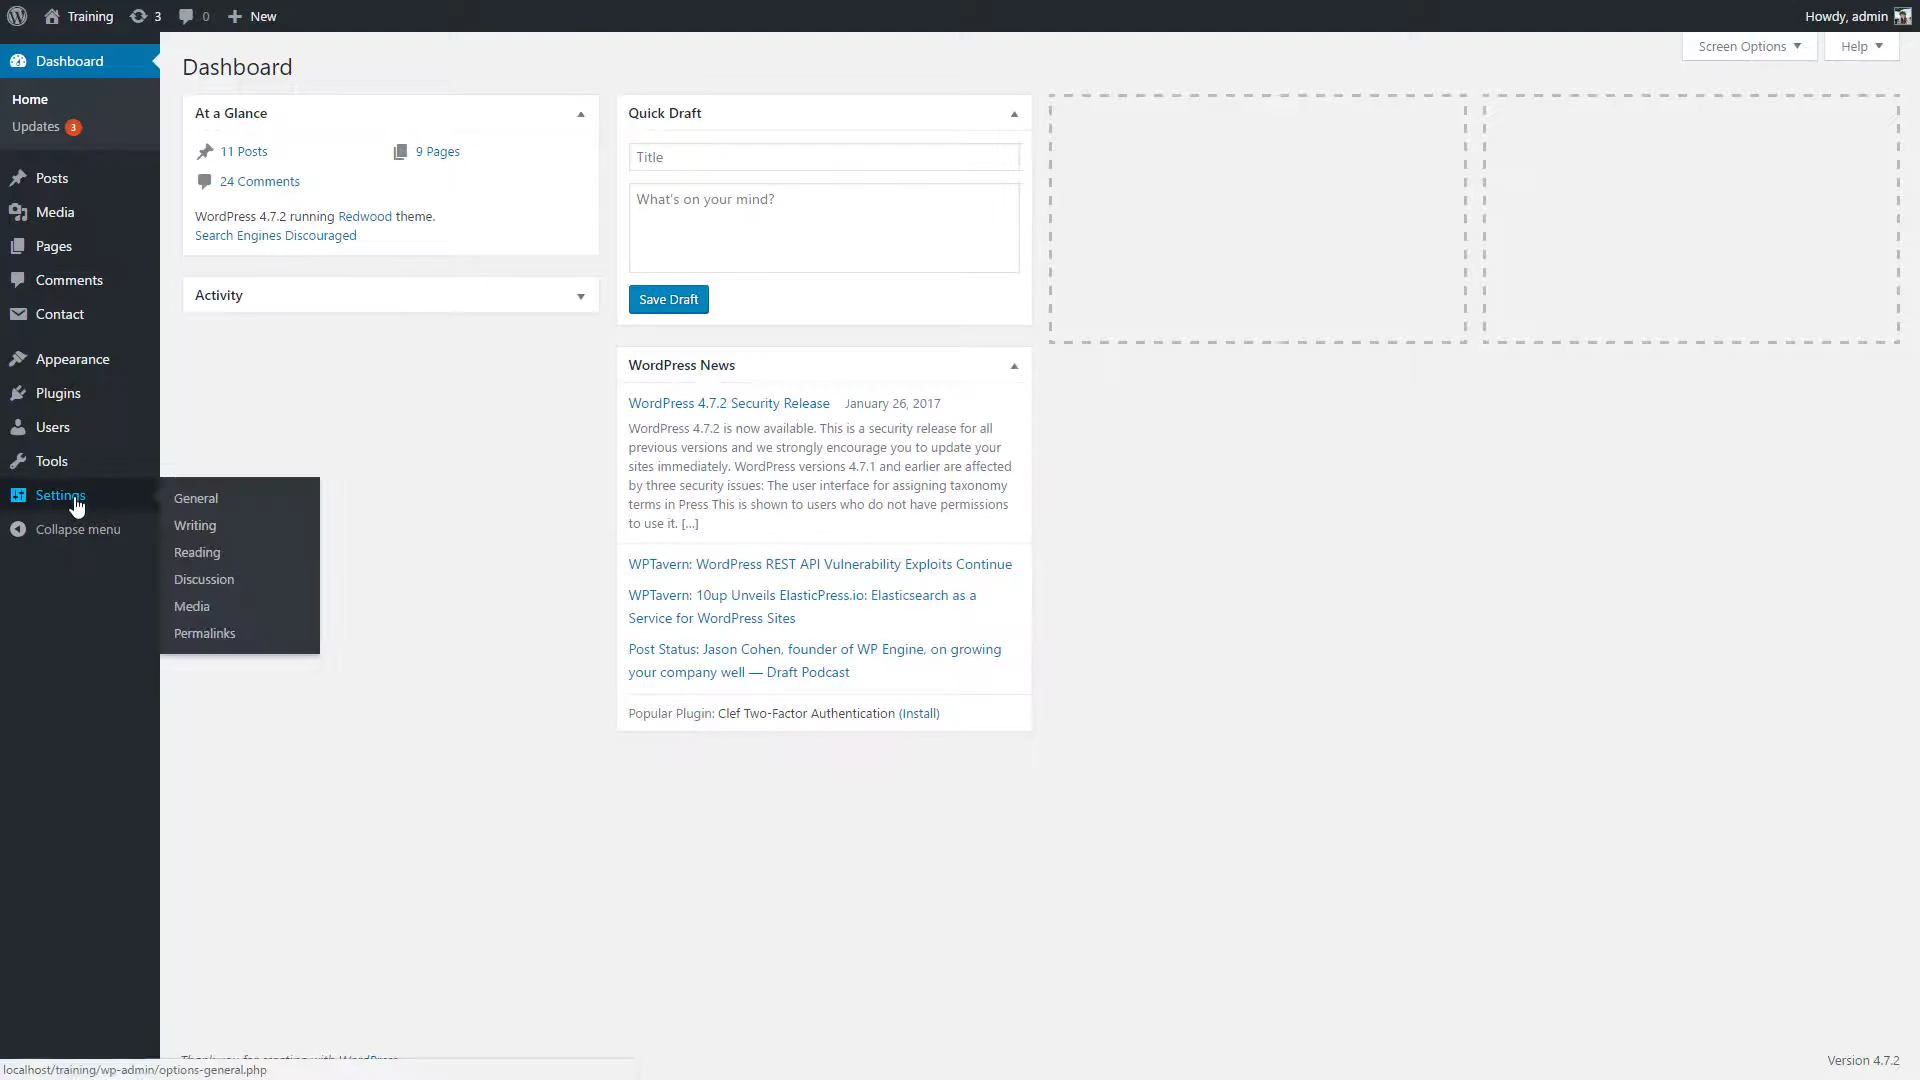 Training 3 0 New Howdy, admin
Screen Options Help
Dashboard
Home
Updates 3
Posts
Media
Pages
Comments
Contact
Appearance
Plugins
Users
Tools
Settings
Collapse menu
General
Writing
Reading
Discussion
Media
Permalinks
Dashboard
At a Glance
11 Posts 9 Pages
24 Comments
WordPress 4.7.2 running Redwood theme.
Search Engines Discouraged
Activity
Quick Draft
Title
What's on your mind?
Save Draft
WordPress News
WordPress 4.7.2 Security Release January 26, 2017
WordPress 4.7.2 is now available. This is a security release for all
previous versions and we strongly encourage you to update your
sites immediately. WordPress versions 4.7.1 and earlier are affected
by three security issues: The user interface for assigning taxonomy
terms in Press This is shown to users who do not have permissions
to use it. [...]
WPTavern: WordPress REST API Vulnerability Exploits Continue
WPTavern: 10up Unveils ElasticPress.io: Elasticsearch as a
Service for WordPress Sites
Post Status: Jason Cohen, founder of WP Engine, on growing
your company well — Draft Podcast
Popular Plugin: Clef Two-Factor Authentication (Install)
Thank you for creating with WordPress.
Version 4.7.2
localhost/training/wp-admin/options-general.php